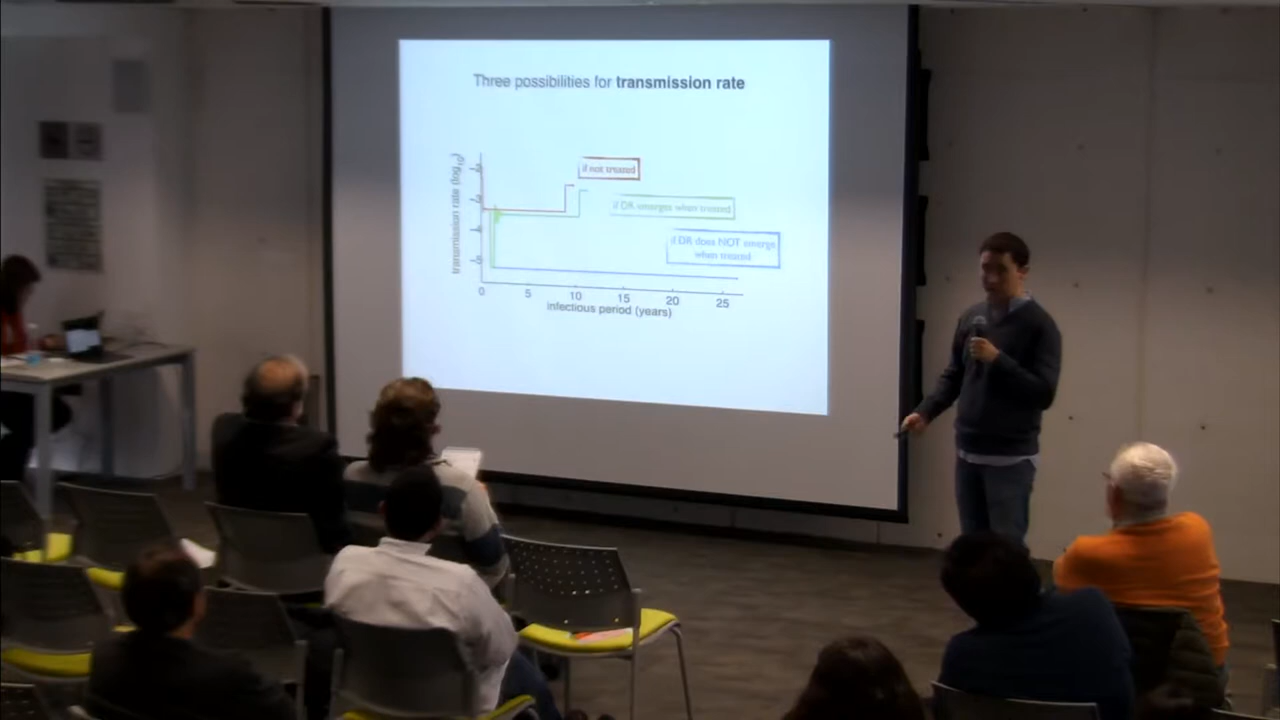 Three possibilities for transmission rate
if not treated
transmission rate (log10)
if DR emerges when treated
if DR does NOT emerge
when treated
0 5 10 15 20 25
infectious period (years)